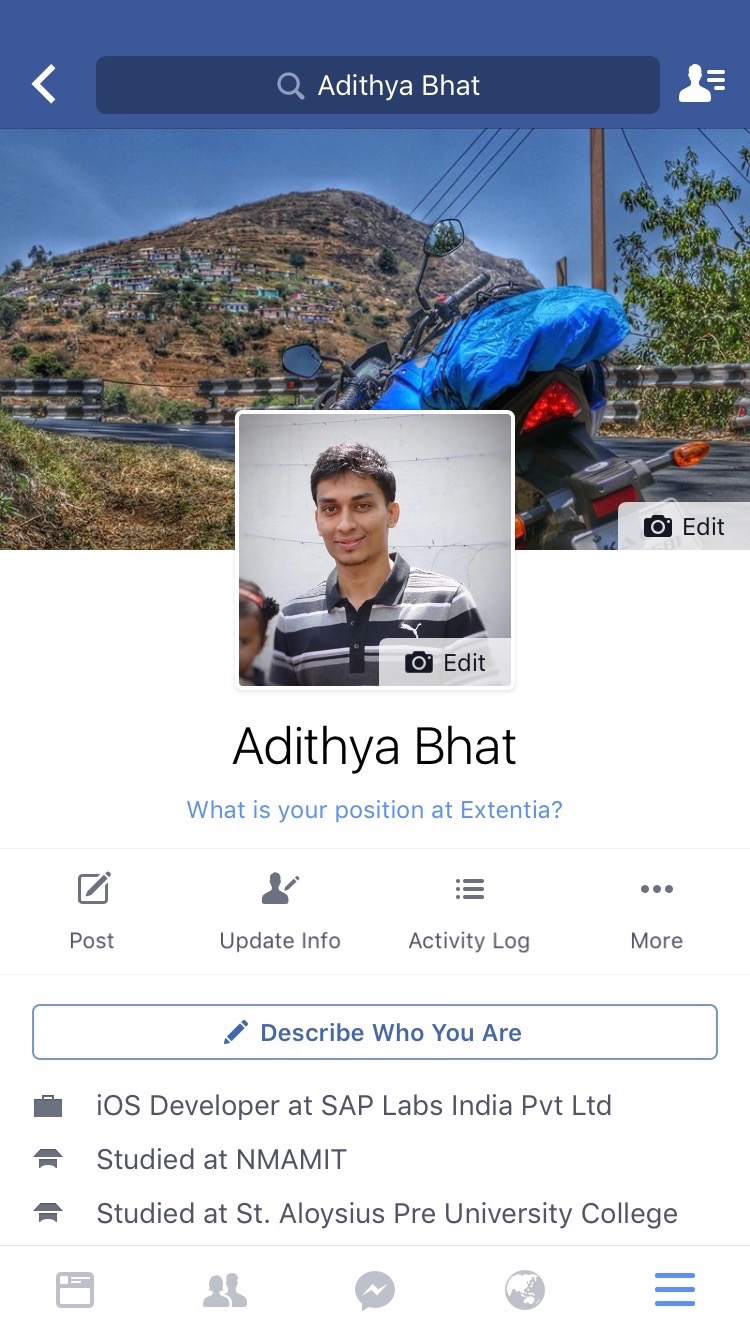 Adithya Bhat
Edit
Edit
Adithya Bhat
What is your position at Extentia?
Post
Update Info
Activity Log
More
Describe Who You Are
iOS Developer at SAP Labs India Pvt Ltd
Studied at NMAMIT
Studied at St. Aloysius Pre University College